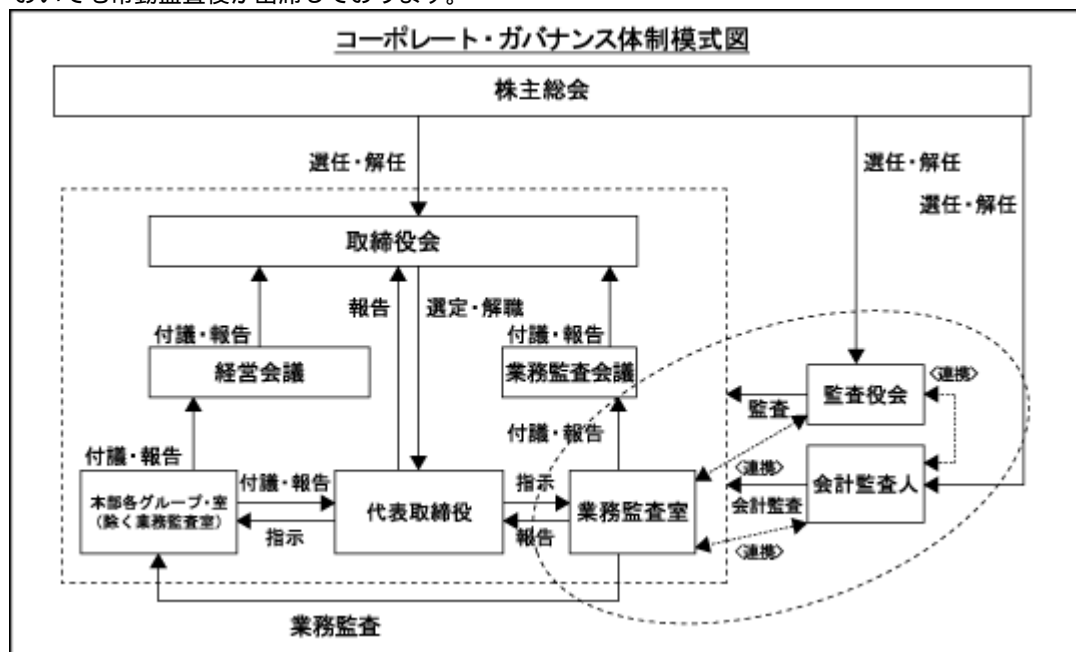 おいても常勤監査役が出席しております。
コーポレート・ガバナンス体制模式図
株主総会
選任・解任
選任・解任
選任・解任
取締役会
報告
選定・解職
付議・報告
付議・報告
経営会議
業務監査会議
監査役会
〈連携〉
監査
付議・報告
付議・報告
本部各グループ・室
（除く業務監査室）
付議・報告
指示
代表取締役
指示
報告
業務監査室
〈連携〉
会計監査
会計監査人
〈連携〉
業務監査